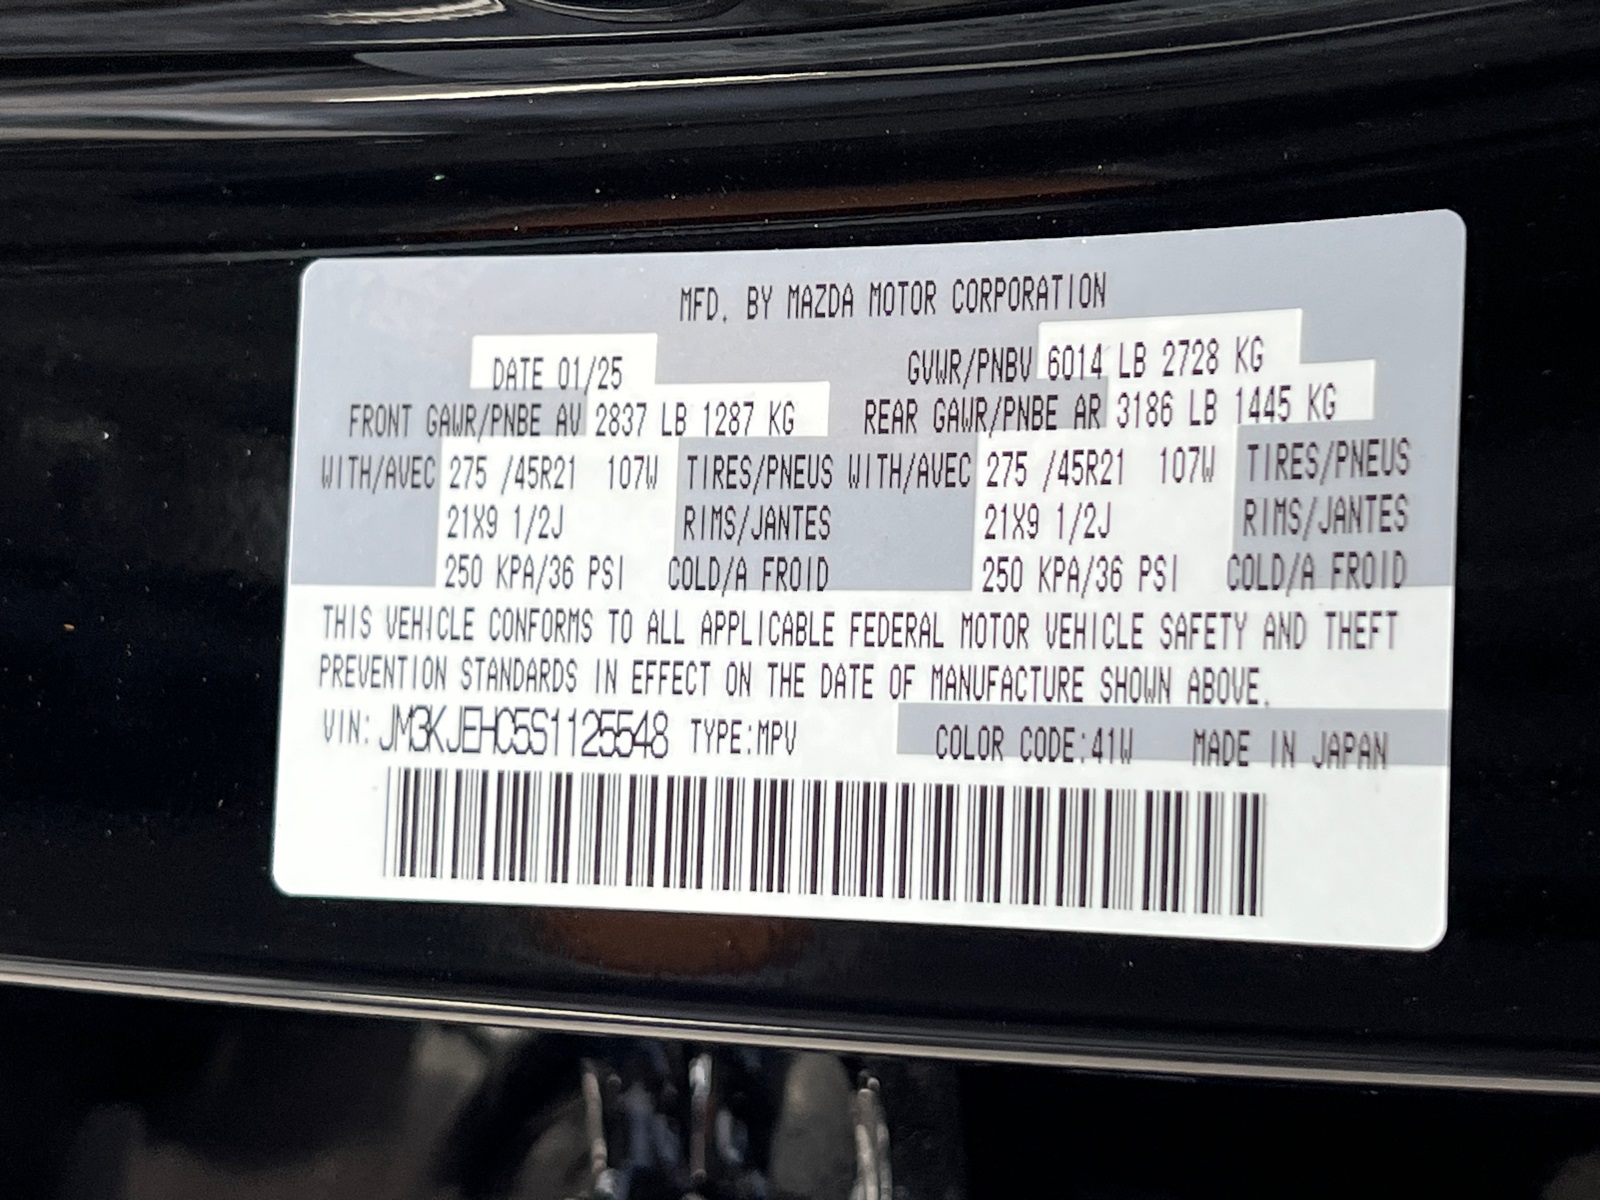 MFD. BY MAZDA MOTOR CORPORATION
DATE 01/25 GVWR/PNBV 6014 LB 2728 KG
FRONT GAWR/PNBE AV 2837 LB 1287 KG REAR GAWR/PNBE AR 3186 LB 1445 KG
WITH/AVEC 275 /45R21 107W TIRES/PNEUS WITH/AVEC 275 /45R21 107W TIRES/PNEUS
21X9 1/2J RIMS/JANTES 21X9 1/2J RIMS/JANTES
250 KPA/36 PSI COLD/A FROID 250 KPA/36 PSI COLD/A FROID
THIS VEHICLE CONFORMS TO ALL APPLICABLE FEDERAL MOTOR VEHICLE SAFETY AND THEFT
PREVENTION STANDARDS IN EFFECT ON THE DATE OF MANUFACTURE SHOWN ABOVE.
VIN: JM3KJEHC5S1125548 TYPE:MPV COLOR CODE:41W MADE IN JAPAN